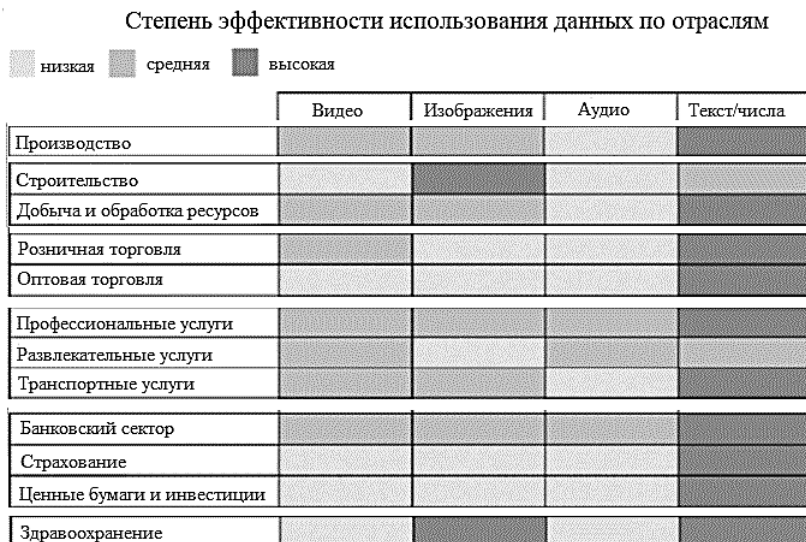 Степень эффективности использования данных по отраслям
низкая средняя высокая
Видео Изображения Аудио Текст/числа
Производство
Строительство
Добыча и обработка ресурсов
Розничная торговля
Оптовая торговля
Профессиональные услуги
Развлекательные услуги
Транспортные услуги
Банковский сектор
Страхование
Ценные бумаги и инвестиции
Здравоохранение